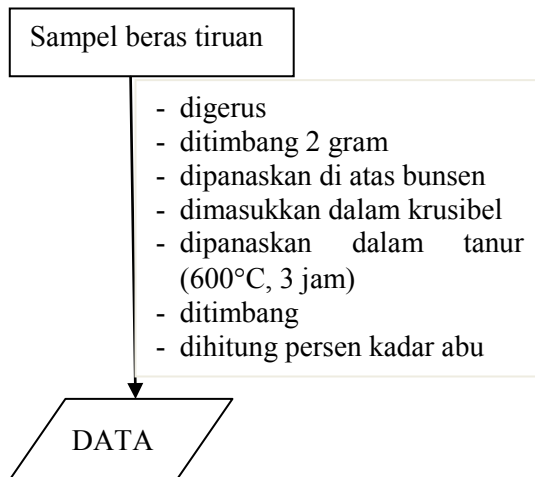 Sampel beras tiruan
- digerus
- ditimbang 2 gram
- dipanaskan di atas bunsen
- dimasukkan dalam krusibel
- dipanaskan dalam tanur
(600°C, 3 jam)
- ditimbang
- dihitung persen kadar abu
DATA